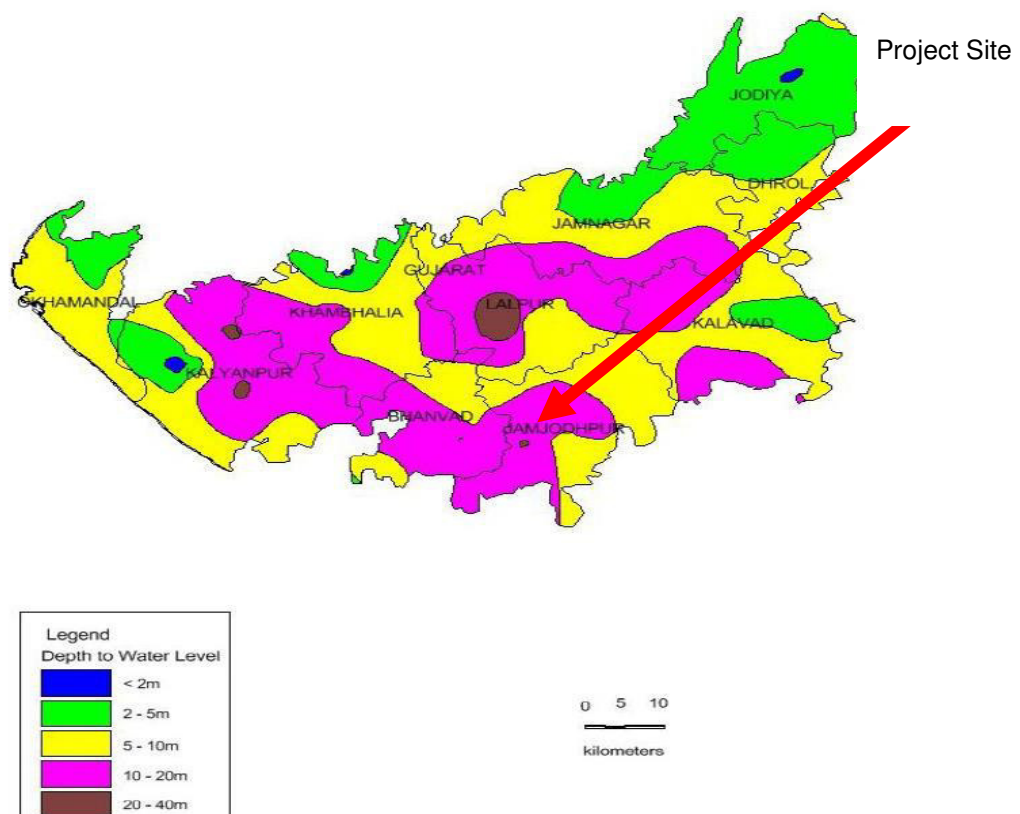 Project Site
JODIYA
DHROL
JAMNAGAR
GUJARAT
OKHAMANDAL
KHAMBHALIA
LALPUR
KALAVAD
KALYANPUR
BHANVAD
JAMJODHPUR
Legend
Depth to Water Level
< 2m
2 - 5m
5 - 10m
10 - 20m
20 - 40m
0 5 10
kilometers